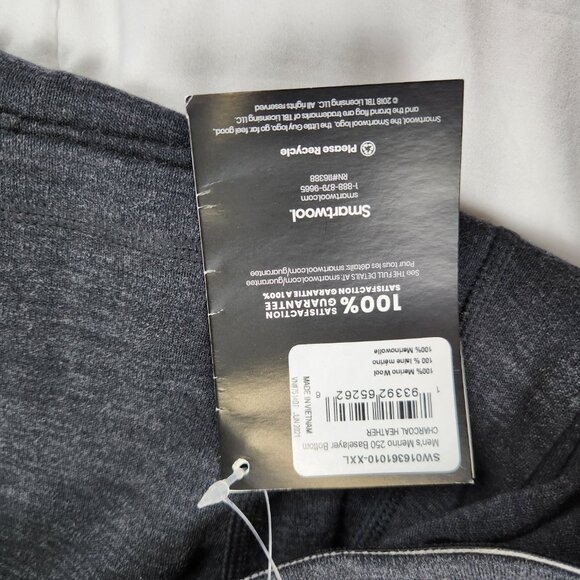 SW016361010-XXL
Men's Merino 250 Baselayer Bottom
CHARCOAL HEATHER
1 93392 65262
100% Merino Wool
100 % laine mérino
100% Merinowolle
MADE IN VIETNAM
JUN 2021
100% SATISFACTION
GUARANTEE
SATISFACTION GARANTIE À 100%
See THE FULL DETAILS AT: smartwool.com/guarantee
Pour tous les détails: smartwool.com/guarantee
Smartwool
smartwool.com
1-888-879-9665
RN#116388
Please Recycle
Smartwool, the Smartwool logo, the Little Guy logo, go far. feel good.
and the brand flag are trademarks of TBL Licensing LLC.
© 2018 TBL Licensing LLC. All rights reserved